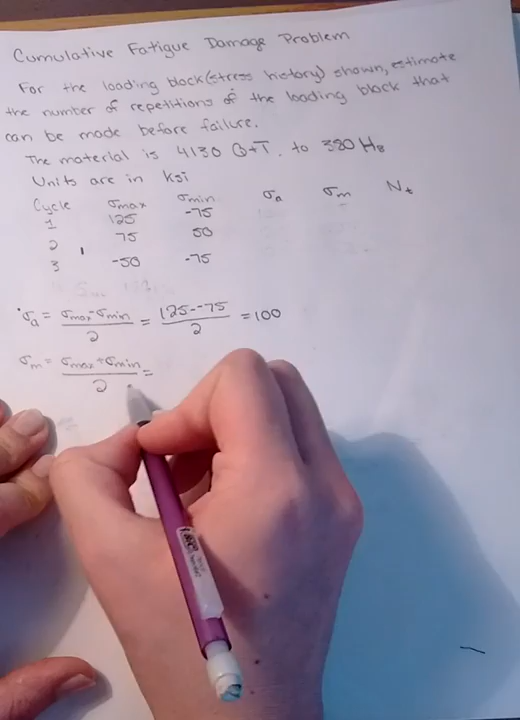 Cumulative Fatigue Damage Problem
For the loading block(stress history) shown, estimate
the number of repetitions of the loading block that
can be made before failure.
The material is 4130 Q+T. to 380 HB
Units are in ksi
Cycle σmax σmin σa σm Nt
1 125 -75
2 75 50
3 -50 -75
σa = σmax-σmin / 2 = 125--75 / 2 = 100
σm = σmax+σmin / 2 =